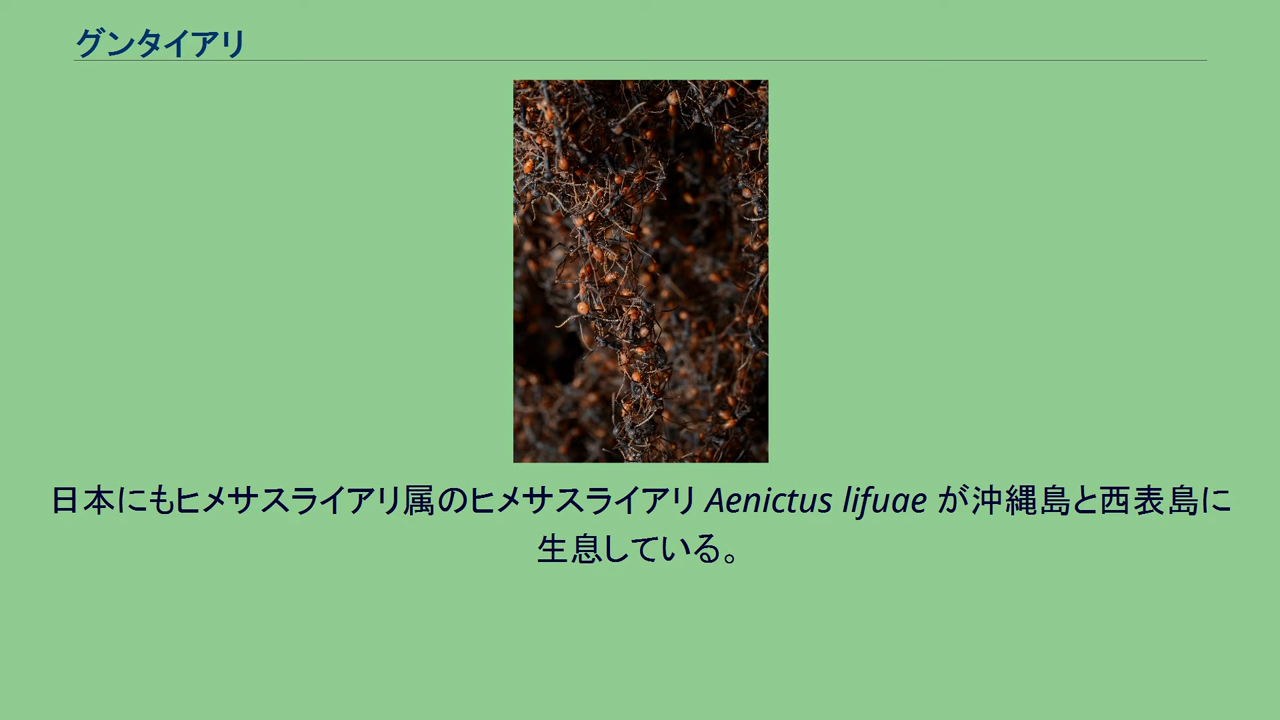 グンタイアリ
日本にもヒメサスライアリ属のヒメサスライアリ Aenictus lifuae が沖縄島と西表島に
生息している。